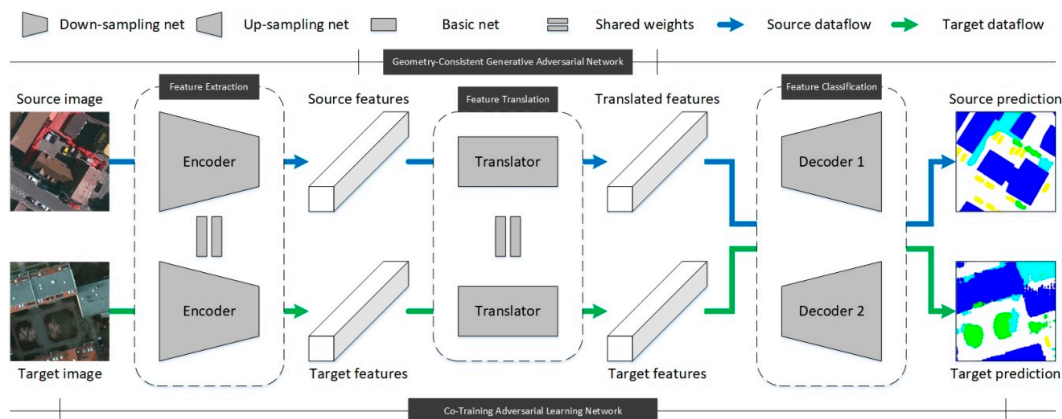 Down-sampling net
Up-sampling net
Basic net
Shared weights
Source dataflow
Target dataflow
Geometry-Consistent Generative Adversarial Network
Feature Extraction
Source image
Source features
Feature Translation
Translated features
Feature Classification
Source prediction
Encoder
Translator
Decoder 1
Encoder
Translator
Decoder 2
Target image
Target features
Target features
Target prediction
Co-Training Adversarial Learning Network